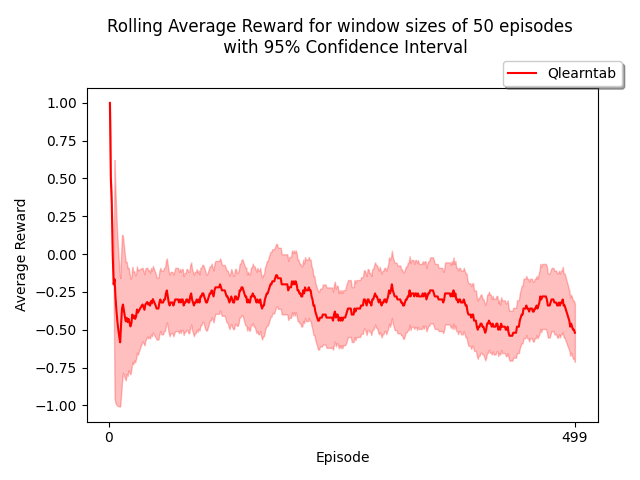 Rolling Average Reward for window sizes of 50 episodes
with 95% Confidence Interval
Qlearntab
1.00
0.75
0.50
0.25
0.00
−0.25
−0.50
−0.75
−1.00
Average Reward
0
499
Episode